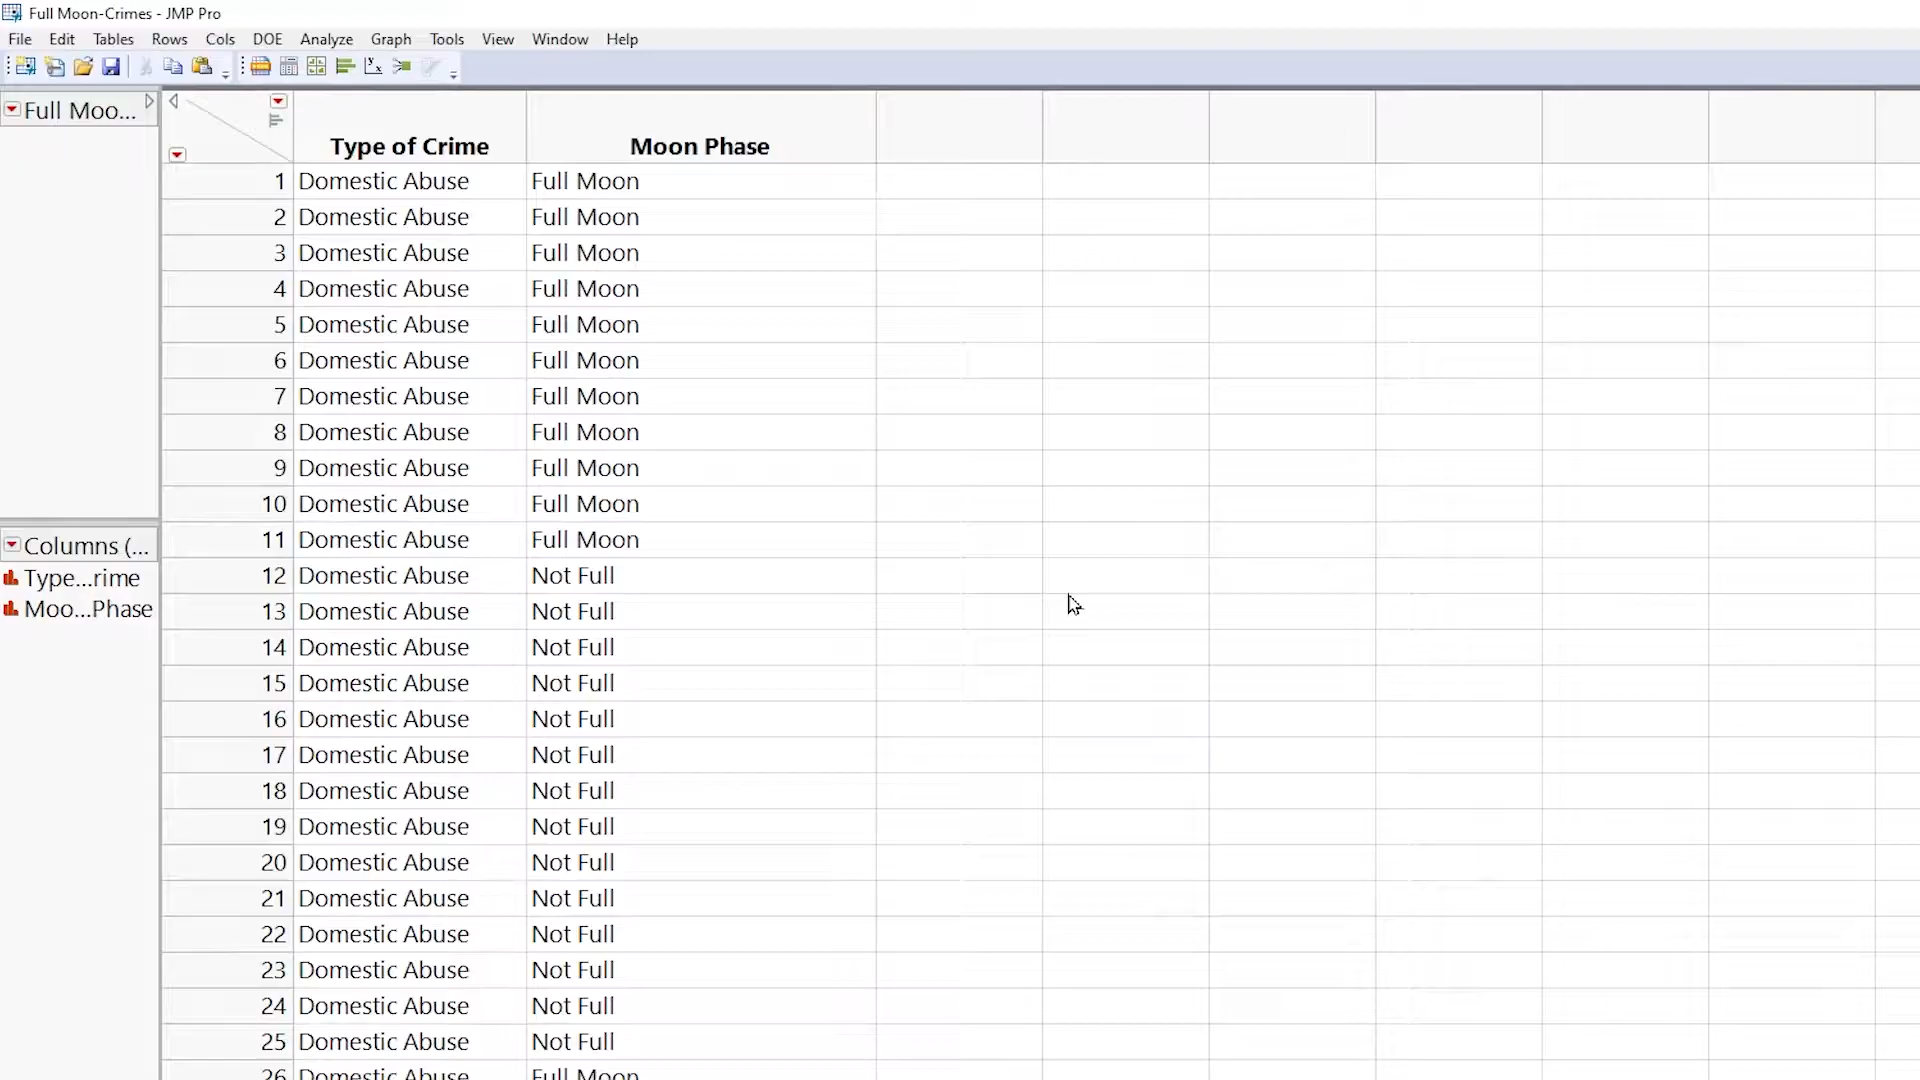 Full Moon-Crimes - JMP Pro
File Edit Tables Rows Cols DOE Analyze Graph Tools View Window Help
Full Moo...
Type of Crime Moon Phase
1 Domestic Abuse Full Moon
2 Domestic Abuse Full Moon
3 Domestic Abuse Full Moon
4 Domestic Abuse Full Moon
5 Domestic Abuse Full Moon
6 Domestic Abuse Full Moon
7 Domestic Abuse Full Moon
8 Domestic Abuse Full Moon
9 Domestic Abuse Full Moon
10 Domestic Abuse Full Moon
11 Domestic Abuse Full Moon
Columns (...
12 Domestic Abuse Not Full
Type...rime
Moo...Phase
13 Domestic Abuse Not Full
14 Domestic Abuse Not Full
15 Domestic Abuse Not Full
16 Domestic Abuse Not Full
17 Domestic Abuse Not Full
18 Domestic Abuse Not Full
19 Domestic Abuse Not Full
20 Domestic Abuse Not Full
21 Domestic Abuse Not Full
22 Domestic Abuse Not Full
23 Domestic Abuse Not Full
24 Domestic Abuse Not Full
25 Domestic Abuse Not Full
26 Domestic Abuse Full Moon